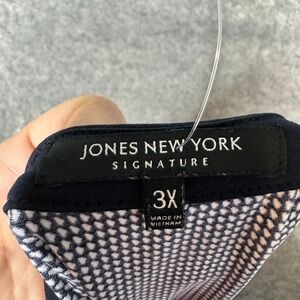 JONES NEW YORK
SIGNATURE
3X
MADE IN
VIETNAM